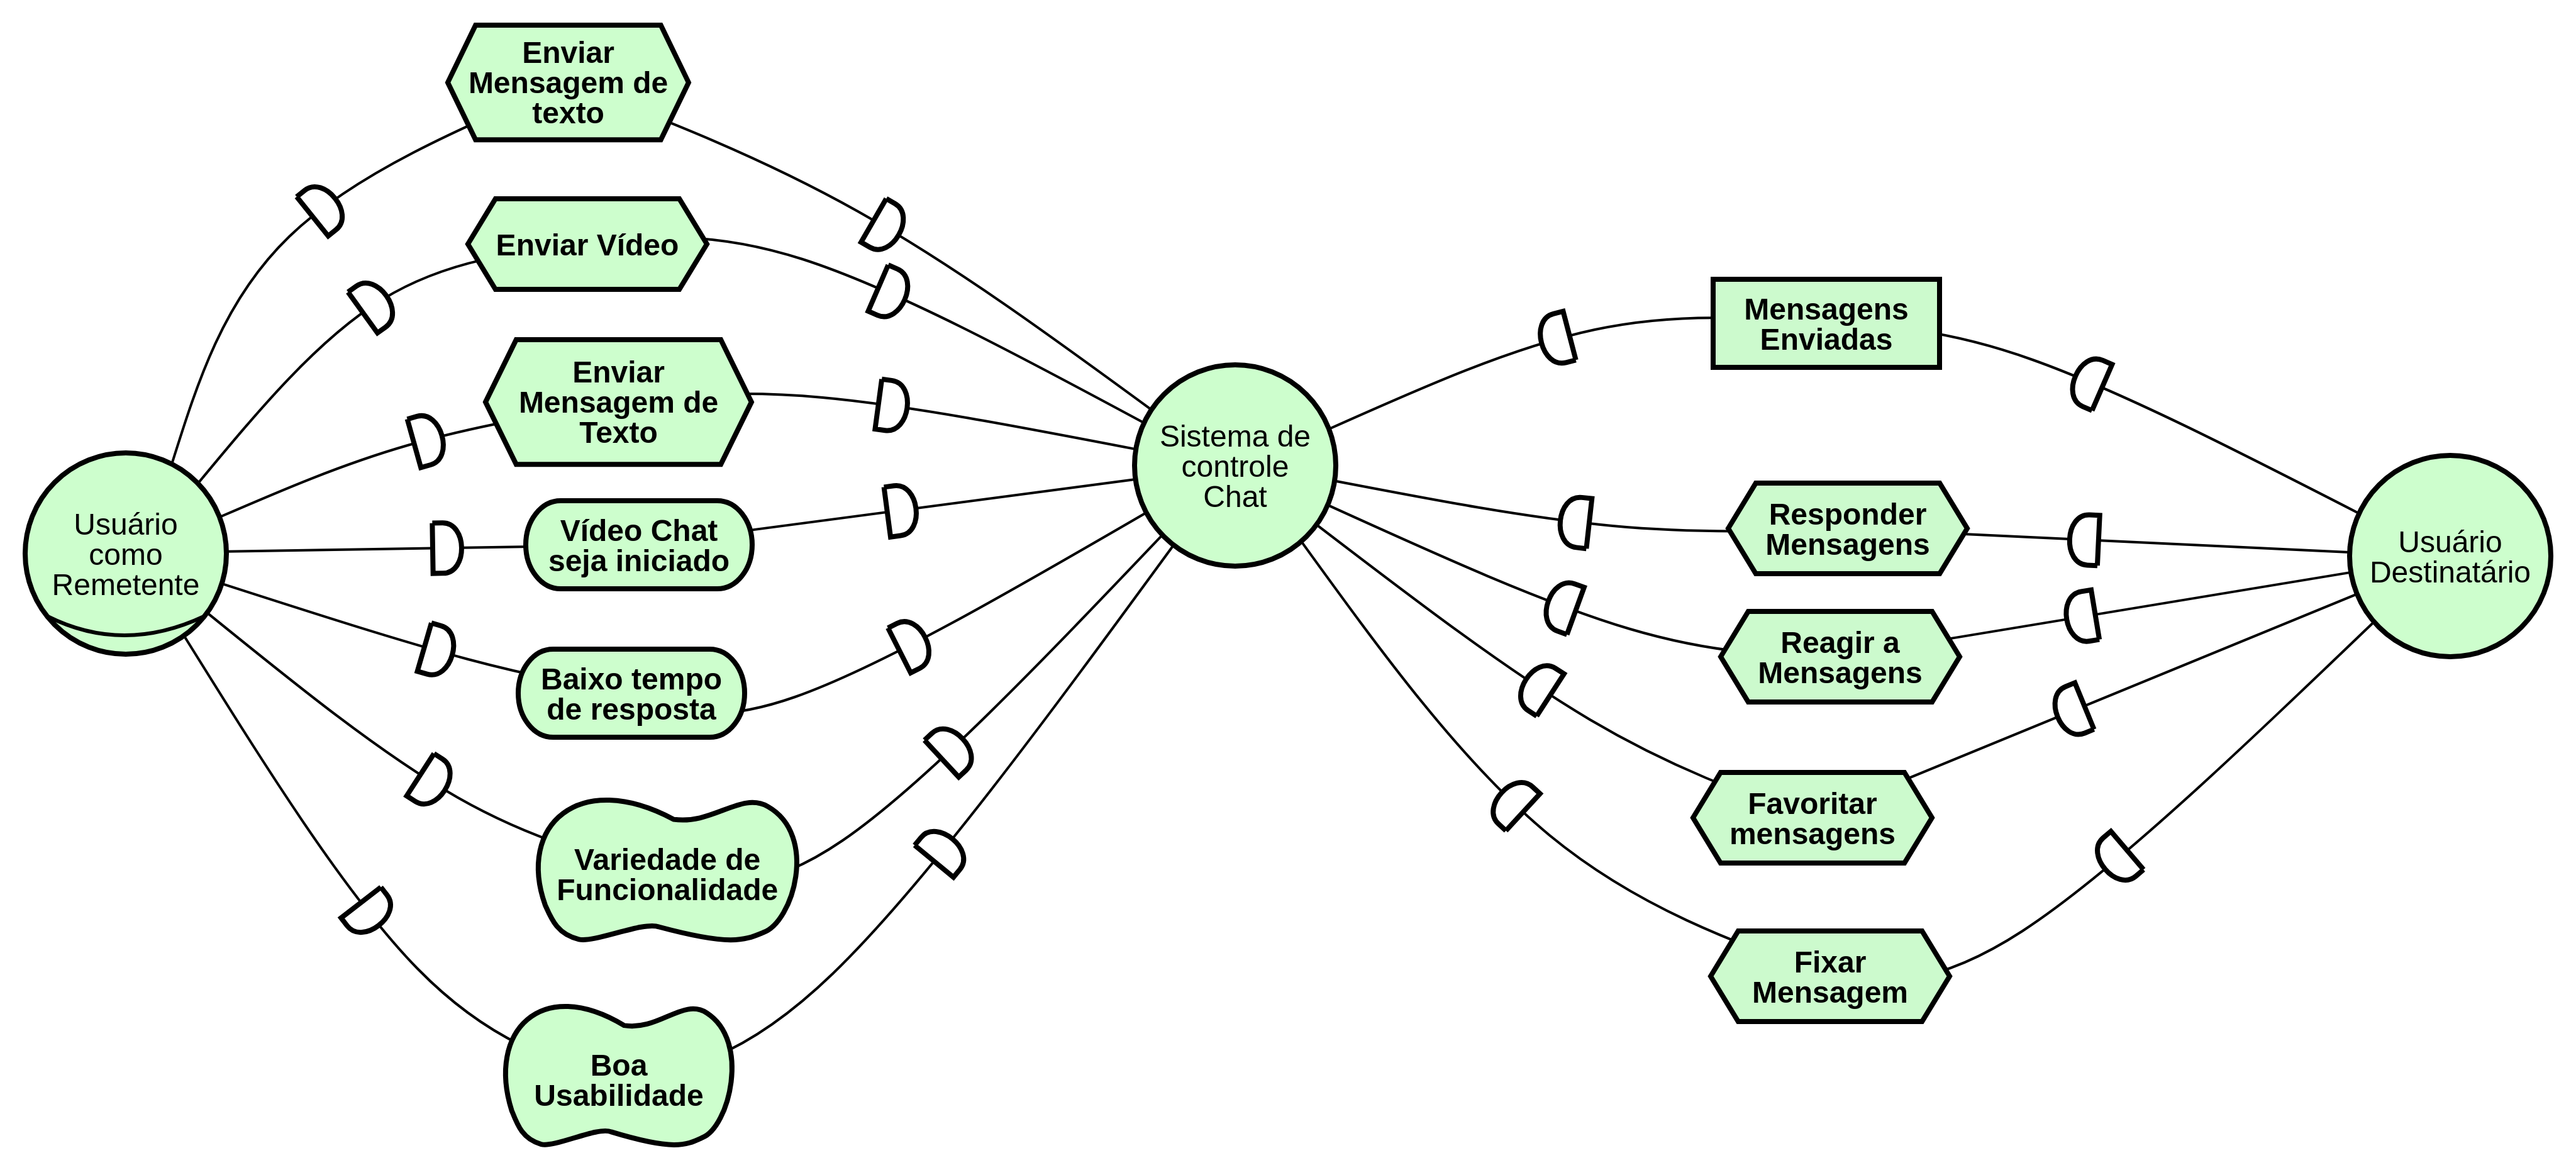 Enviar
Mensagem de
texto
Enviar Vídeo
Enviar
Mensagem de
Texto
Vídeo Chat
seja iniciado
Baixo tempo
de resposta
Variedade de
Funcionalidade
Boa
Usabilidade
Usuário
como
Remetente
Sistema de
controle
Chat
Mensagens
Enviadas
Responder
Mensagens
Reagir a
Mensagens
Favoritar
mensagens
Fixar
Mensagem
Usuário
Destinatário